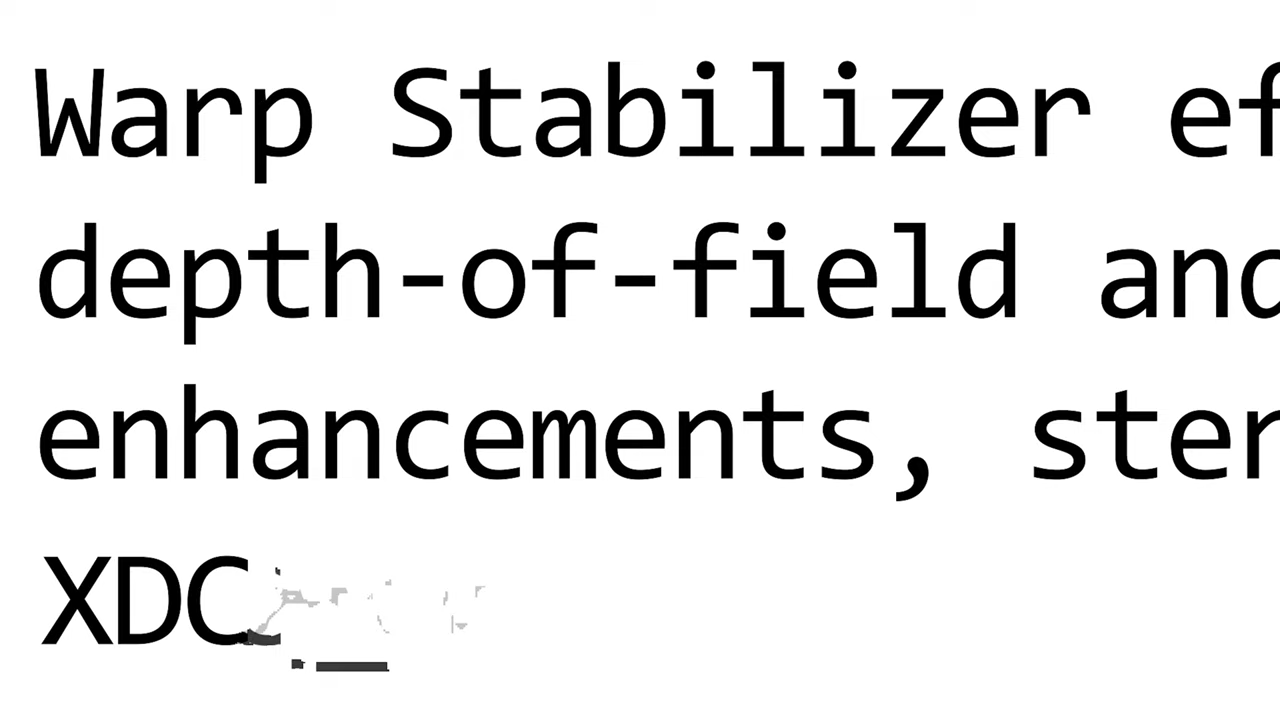 Warp Stabilizer ef
depth-of-field and
enhancements, ster
XDC